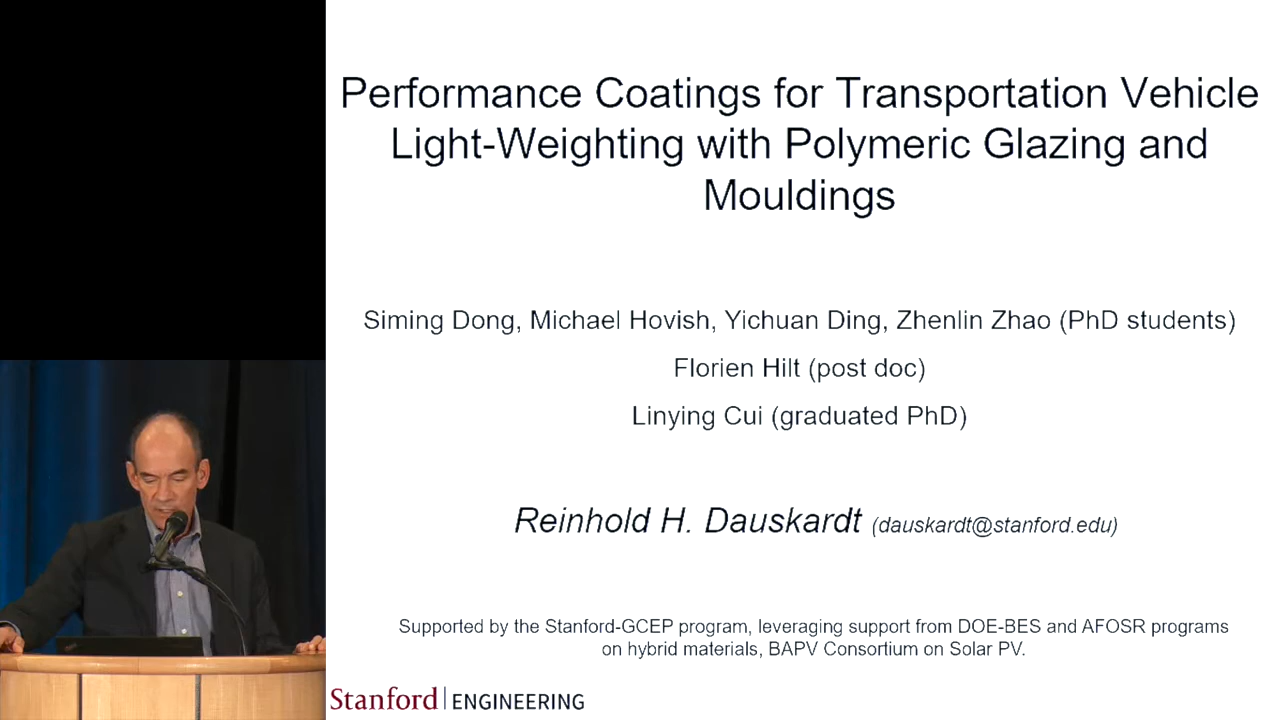 Performance Coatings for Transportation Vehicle
Light-Weighting with Polymeric Glazing and
Mouldings
Siming Dong, Michael Hovish, Yichuan Ding, Zhenlin Zhao (PhD students)
Florien Hilt (post doc)
Linying Cui (graduated PhD)
Reinhold H. Dauskardt (dauskardt@stanford.edu)
Supported by the Stanford-GCEP program, leveraging support from DOE-BES and AFOSR programs
on hybrid materials, BAPV Consortium on Solar PV.
Stanford | ENGINEERING